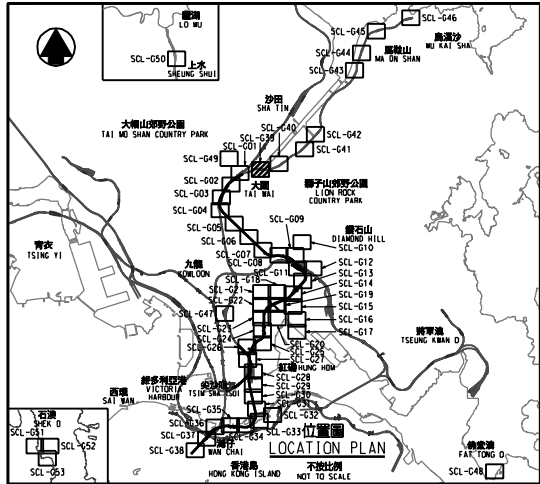 羅湖
LO WU
SCL-G50
上水
SHEUNG SHUI
SCL-G46
SCL-G45
烏溪沙
WU KAI SHA
SCL-G44
馬鞍山
MA ON SHAN
SCL-G43
沙田
SHA TIN
大帽山郊野公園
TAI MO SHAN COUNTRY PARK
SCL-G40
SCL-G39
SCL-G01
SCL-G42
SCL-G41
SCL-G49
SCL-G02
大圍
TAI WAI
獅子山郊野公園
LION ROCK
COUNTRY PARK
SCL-G03
SCL-G04
SCL-G05
SCL-G06
SCL-G09
鑽石山
DIAMOND HILL
SCL-G10
青衣
TSING YI
九龍
KOWLOON
SCL-G07
SCL-G08
SCL-G11
SCL-G12
SCL-G13
SCL-G18
SCL-G14
SCL-G21
SCL-G19
SCL-G22
SCL-G15
SCL-G47
SCL-G16
SCL-G23
SCL-G17
SCL-G24
SCL-G20
SCL-G26
SCL-G27
將軍澳
TSEUNG KWAN O
紅磡
HUNG HOM
SCL-G28
SCL-G29
SCL-G30
西環
SAI WAN
維多利亞港
VICTORIA
HARBOUR
尖沙咀
TSIM SHA TSUI
SCL-G35
SCL-G32
SCL-G36
SCL-G33
SCL-G34
SCL-G37
灣仔
WAN CHAI
SCL-G38
香港島
HONG KONG ISLAND
位置圖
LOCATION PLAN
不按比例
NOT TO SCALE
石澳
SHEK O
SCL-G51
SCL-G52
SCL-G53
佛堂澳
FAT TONG O
SCL-G48